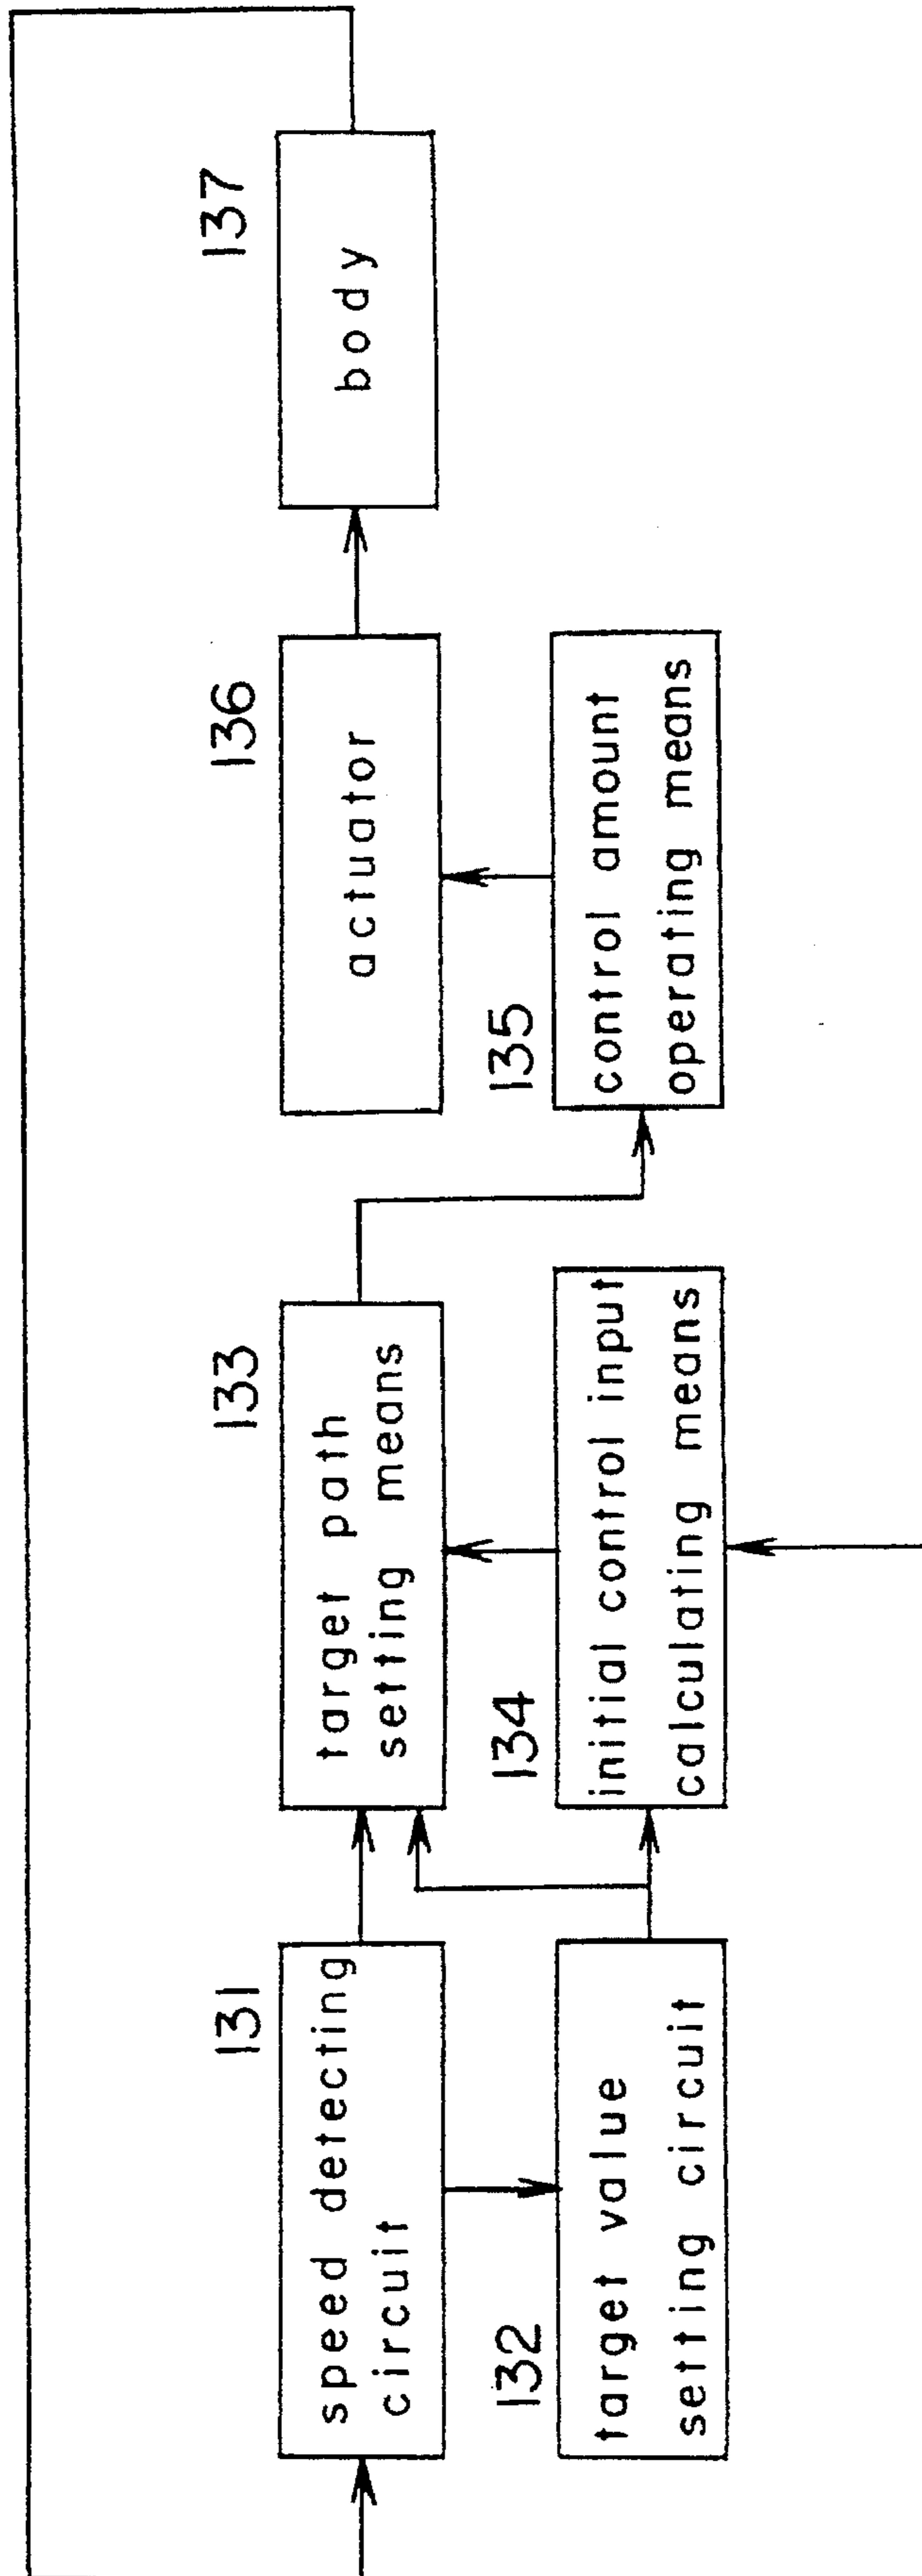 131
speed detecting
circuit
132
target value
setting circuit
133
target path
setting means
134
initial control input
calculating means
135
control amount
operating means
136
actuator
137
body